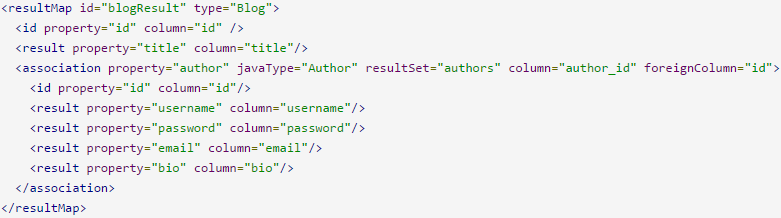 <resultMap id="blogResult" type="Blog">
  <id property="id" column="id" />
  <result property="title" column="title"/>
  <association property="author" javaType="Author" resultSet="authors" column="author_id" foreignColumn="id">
    <id property="id" column="id"/>
    <result property="username" column="username"/>
    <result property="password" column="password"/>
    <result property="email" column="email"/>
    <result property="bio" column="bio"/>
  </association>
</resultMap>